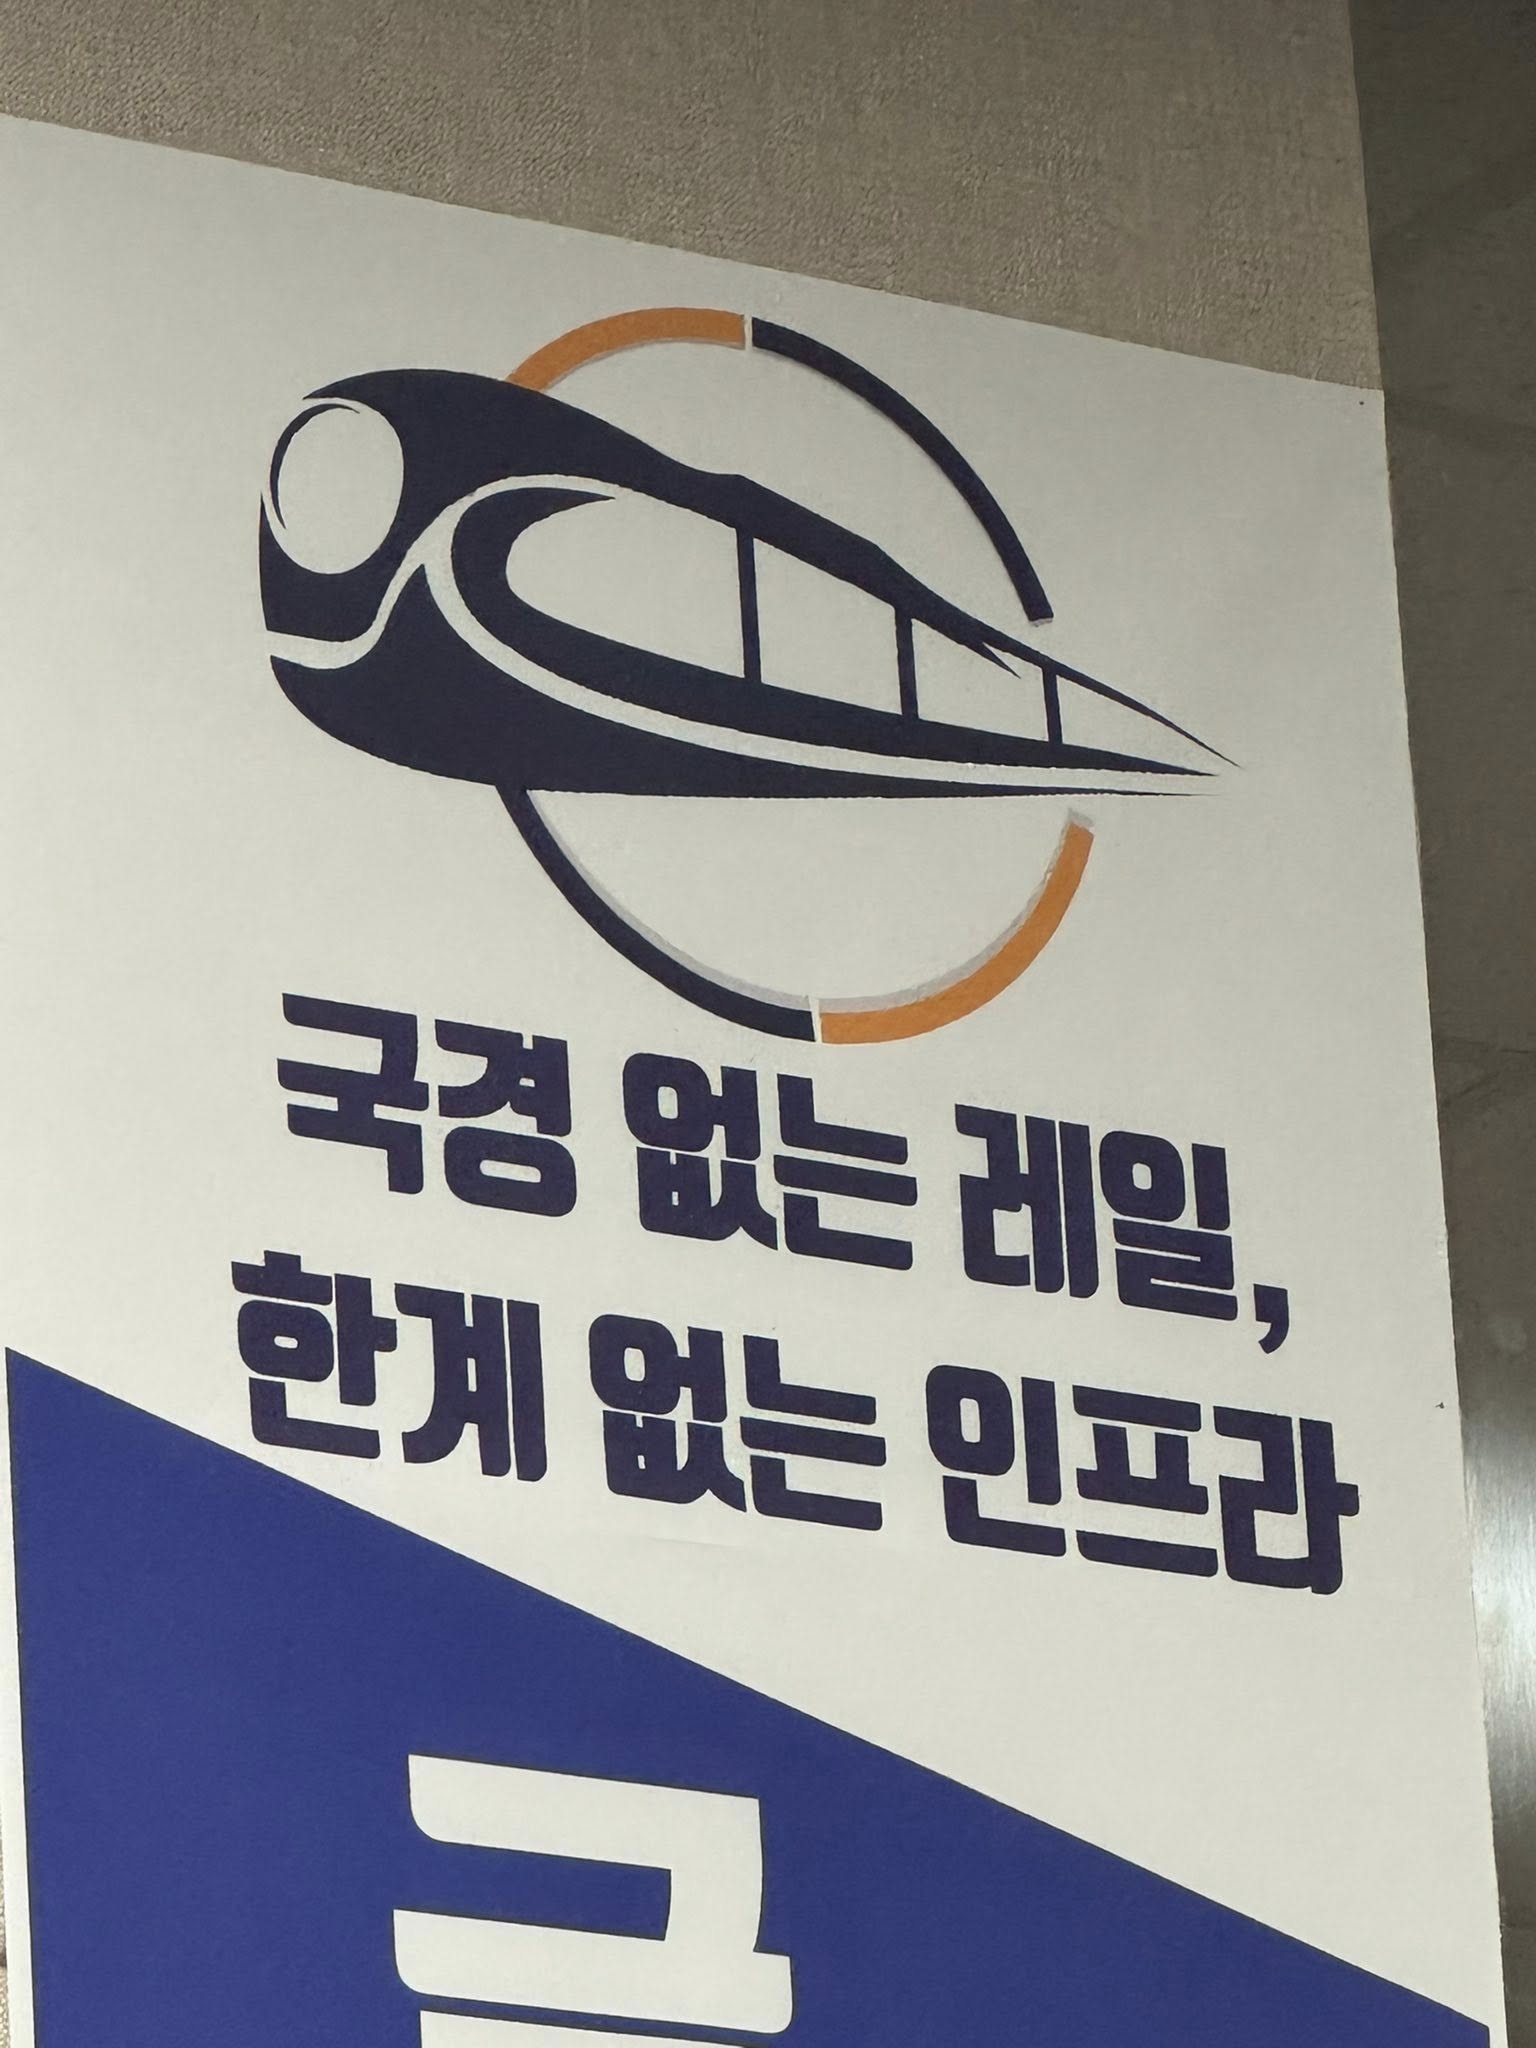 국경 없는 레일,
한계 없는 인프라